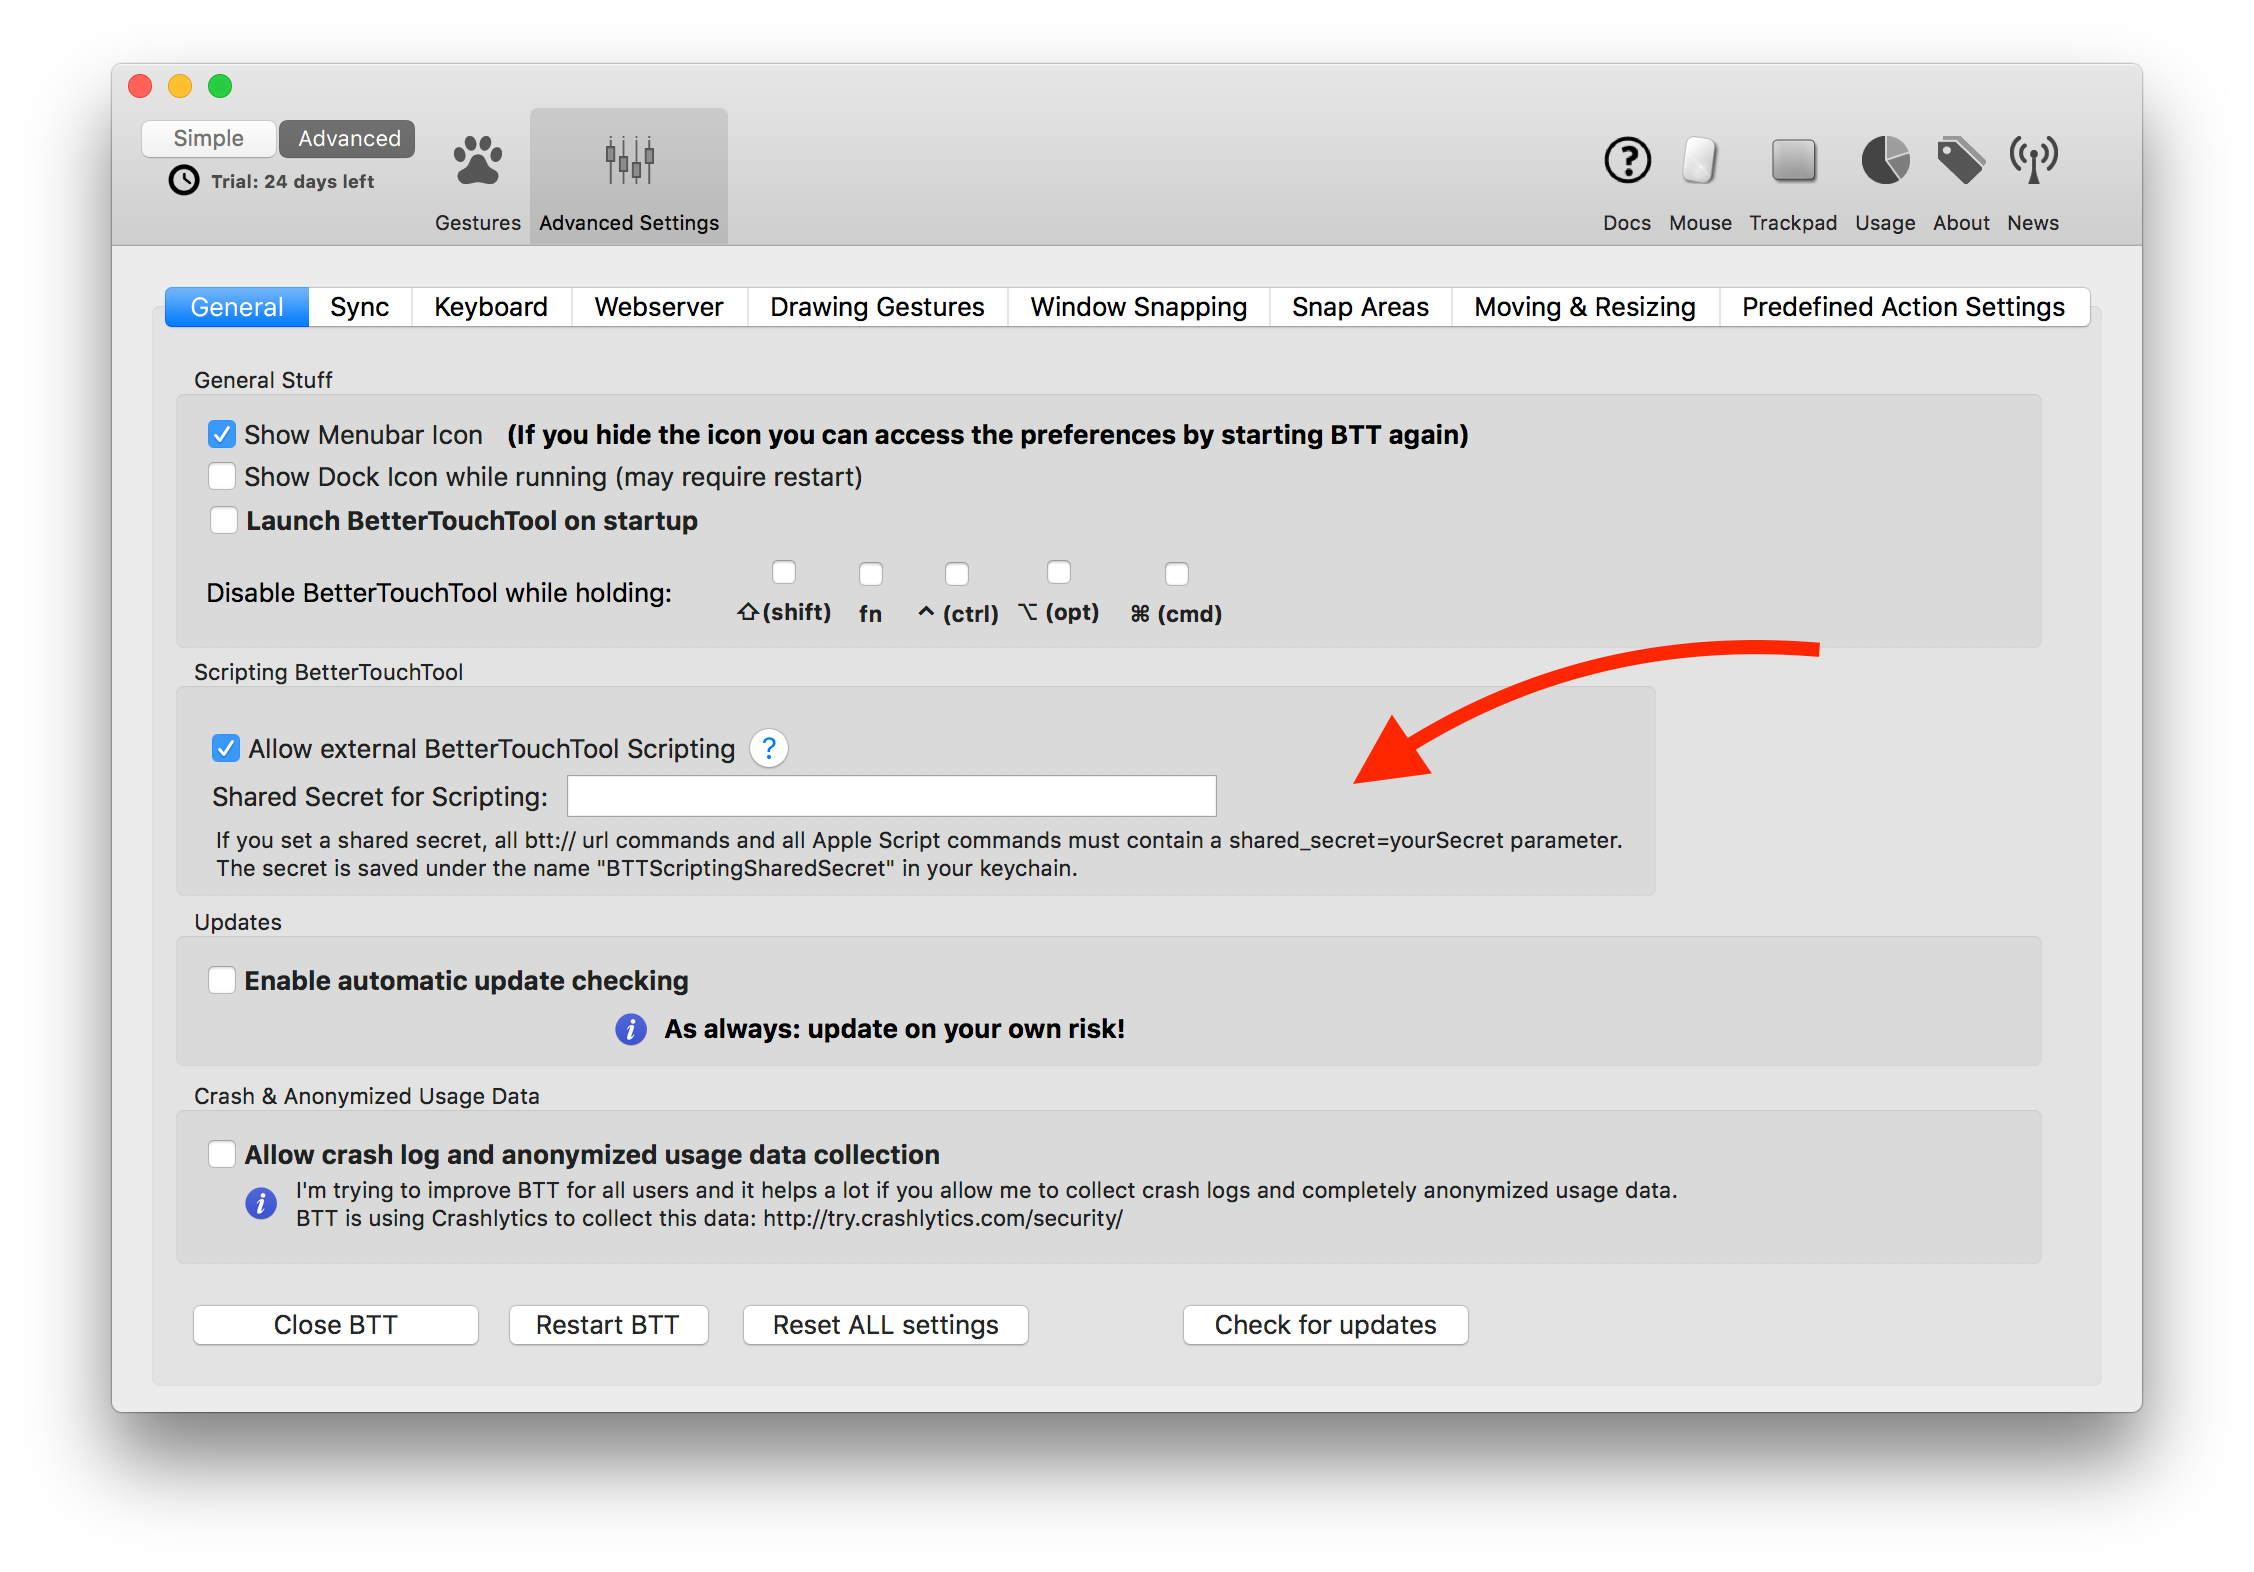 Simple Advanced
Trial: 24 days left
Gestures Advanced Settings Docs Mouse Trackpad Usage About News
General Sync Keyboard Webserver Drawing Gestures Window Snapping Snap Areas Moving & Resizing Predefined Action Settings
General Stuff
Show Menubar Icon (If you hide the icon you can access the preferences by starting BTT again)
Show Dock Icon while running (may require restart)
Launch BetterTouchTool on startup
Disable BetterTouchTool while holding: ⇧(shift) fn ^ (ctrl) ⌥ (opt) ⌘ (cmd)
Scripting BetterTouchTool
Allow external BetterTouchTool Scripting ?
Shared Secret for Scripting:
If you set a shared secret, all btt:// url commands and all Apple Script commands must contain a shared_secret=yourSecret parameter.
The secret is saved under the name "BTTScriptingSharedSecret" in your keychain.
Updates
Enable automatic update checking
As always: update on your own risk!
Crash & Anonymized Usage Data
Allow crash log and anonymized usage data collection
I'm trying to improve BTT for all users and it helps a lot if you allow me to collect crash logs and completely anonymized usage data.
BTT is using Crashlytics to collect this data: http://try.crashlytics.com/security/
Close BTT Restart BTT Reset ALL settings Check for updates